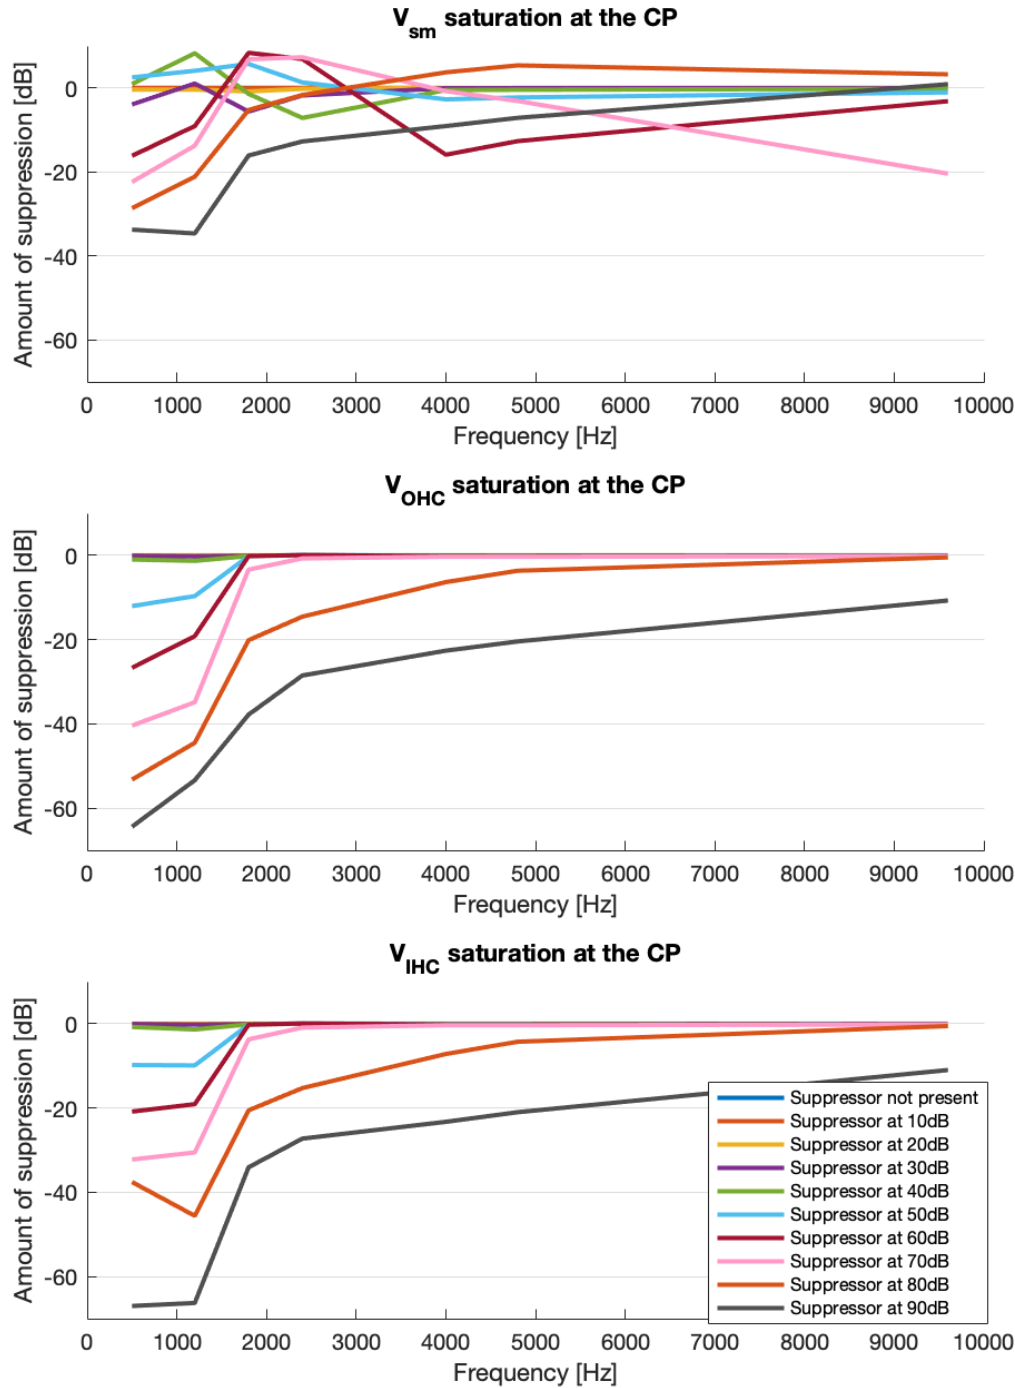 Vsm saturation at the CP
Amount of suppression [dB]
0
-20
-40
-60
0 1000 2000 3000 4000 5000 6000 7000 8000 9000 10000
Frequency [Hz]
VOHC saturation at the CP
Amount of suppression [dB]
0
-20
-40
-60
0 1000 2000 3000 4000 5000 6000 7000 8000 9000 10000
Frequency [Hz]
VIHC saturation at the CP
Amount of suppression [dB]
0
-20
-40
-60
Suppressor not present
Suppressor at 10dB
Suppressor at 20dB
Suppressor at 30dB
Suppressor at 40dB
Suppressor at 50dB
Suppressor at 60dB
Suppressor at 70dB
Suppressor at 80dB
Suppressor at 90dB
0 1000 2000 3000 4000 5000 6000 7000 8000 9000 10000
Frequency [Hz]